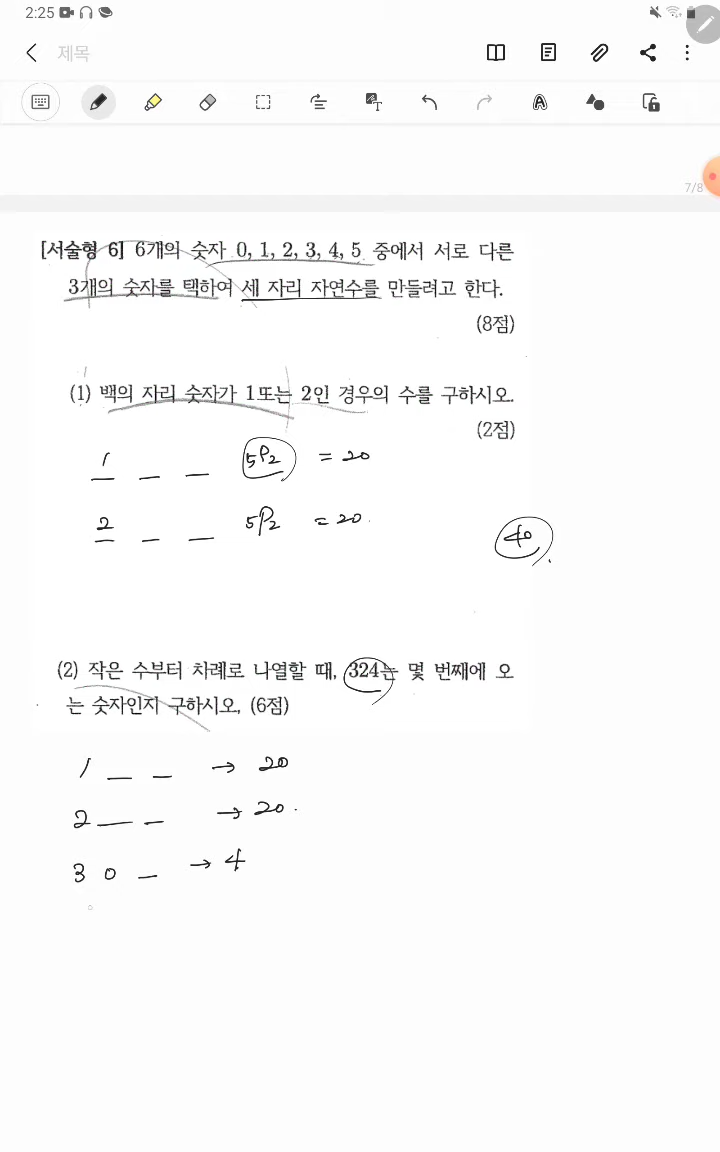 2:25
제목
7/8
[서술형 6] 6개의 숫자 0, 1, 2, 3, 4, 5 중에서 서로 다른
3개의 숫자를 택하여 세 자리 자연수를 만들려고 한다.
(8점)
(1) 백의 자리 숫자가 1또는 2인 경우의 수를 구하시오.
(2점)
1 _ _ 5P2 = 20
2 _ _ 5P2 = 20.
40
(2) 작은 수부터 차례로 나열할 때, 324는 몇 번째에 오
는 숫자인지 구하시오. (6점)
1 _ _ → 20
2 _ _ → 20.
3 0 _ → 4